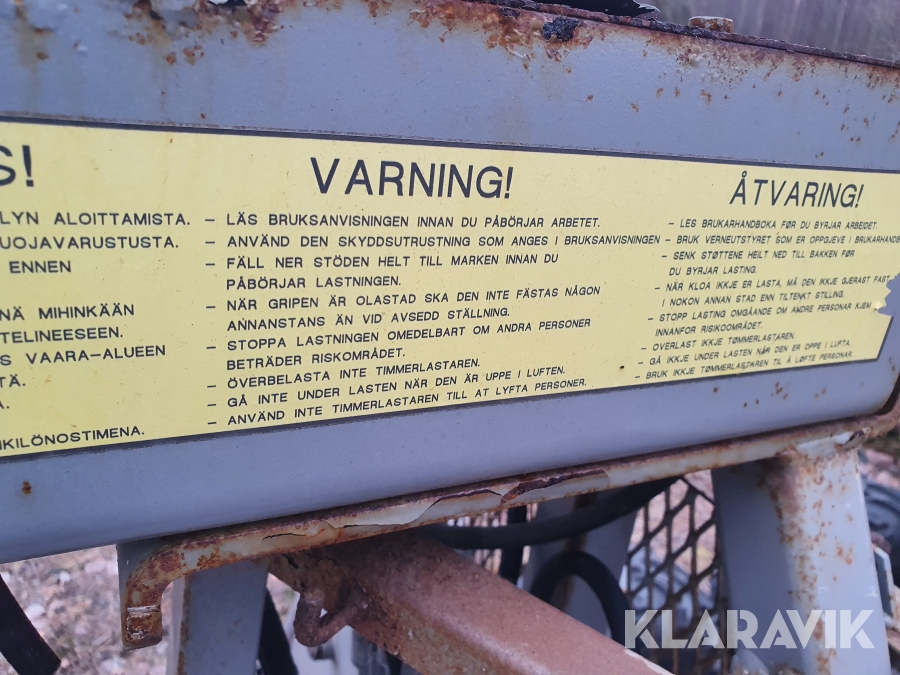 S!
LYN ALOITTAMISTA.
UOJAVARUSTUSTA.
ENNEN
NÄ MIHINKÄÄN
TELINEESEEN.
S VAARA-ALUEEN
TÄ.
A.
KILÖNOSTIMENA.
VARNING!
- LÄS BRUKSANVISNINGEN INNAN DU PÅBÖRJAR ARBETET.
- ANVÄND DEN SKYDDSUTRUSTNING SOM ANGES I BRUKSANVISNINGEN
- FÄLL NER STÖDEN HELT TILL MARKEN INNAN DU
PÅBÖRJAR LASTNINGEN.
- NÄR GRIPEN ÄR OLASTAD SKA DEN INTE FÄSTAS NÅGON
ANNANSTANS ÄN VID AVSEDD STÄLLNING.
- STOPPA LASTNINGEN OMEDELBART OM ANDRA PERSONER
BETRÄDER RISKOMRÅDET.
- ÖVERBELASTA INTE TIMMERLASTAREN.
- GÅ INTE UNDER LASTEN NÄR DEN ÄR UPPE I LUFTEN.
- ANVÄND INTE TIMMERLASTAREN TILL AT LYFTA PERSONER.
ÅTVARING!
- LES BRUKARHANDBOKA FØR DU BYRJAR ARBEIDET.
- BRUK VERNEUTSTYRET SOM ER OPPGJEVE I BRUKARHANDB
- SENK STØTTENE HELT NED TILL BAKKEN FØR
DU BYRJAR LASTING.
- NÅR KLOA IKKJE ER LASTA, MÅ DEN IKKJE GJERAST FAST
I NOKON ANNAN STAD ENN TILTENKT STILLING.
- STOPP LASTING OMGÅANDE OM ANDRE PERSONAR KJEM
INNANFOR RISIKOOMRÅDET.
- OVERLAST IKKJE TØMMERLASTAREN.
- GÅ IKKJE UNDER LASTEN NÅR DEN ER OPPE I LUFTA.
- BRUK IKKJE TØMMERLASTAREN TIL Å LØFTE PERSONAR.
KLARAVIK